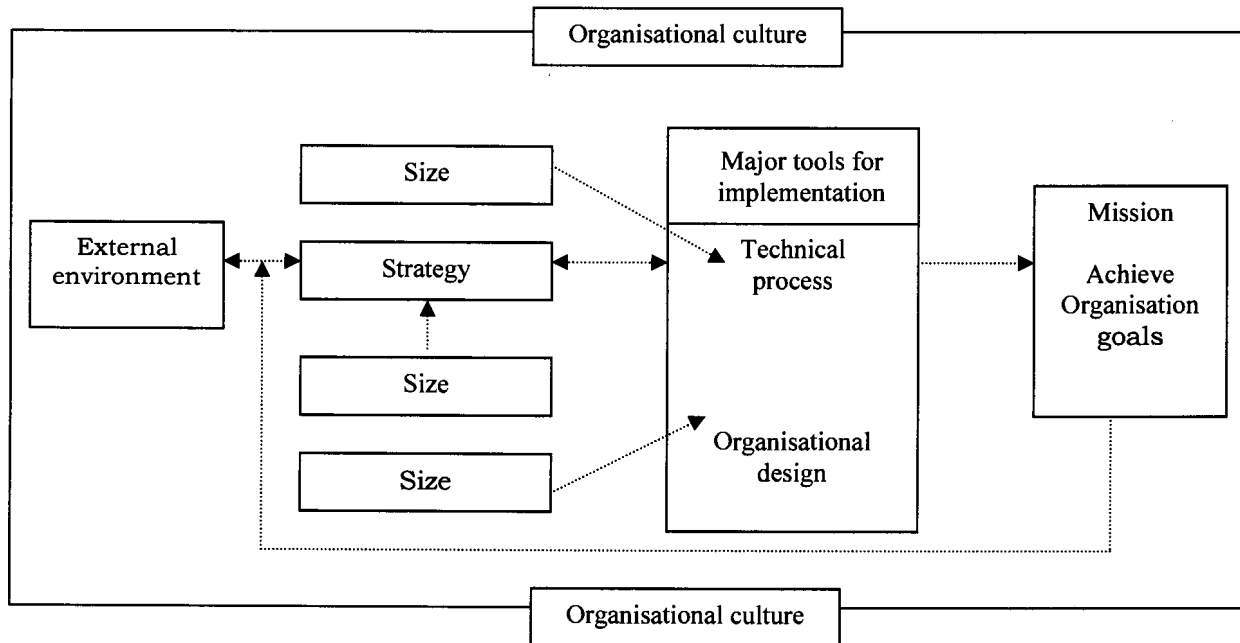 Organisational culture
Size
Major tools for
implementation
External
environment
Strategy
Technical
process
Mission
Achieve
Organisation
goals
Size
Size
Organisational
design
Organisational culture